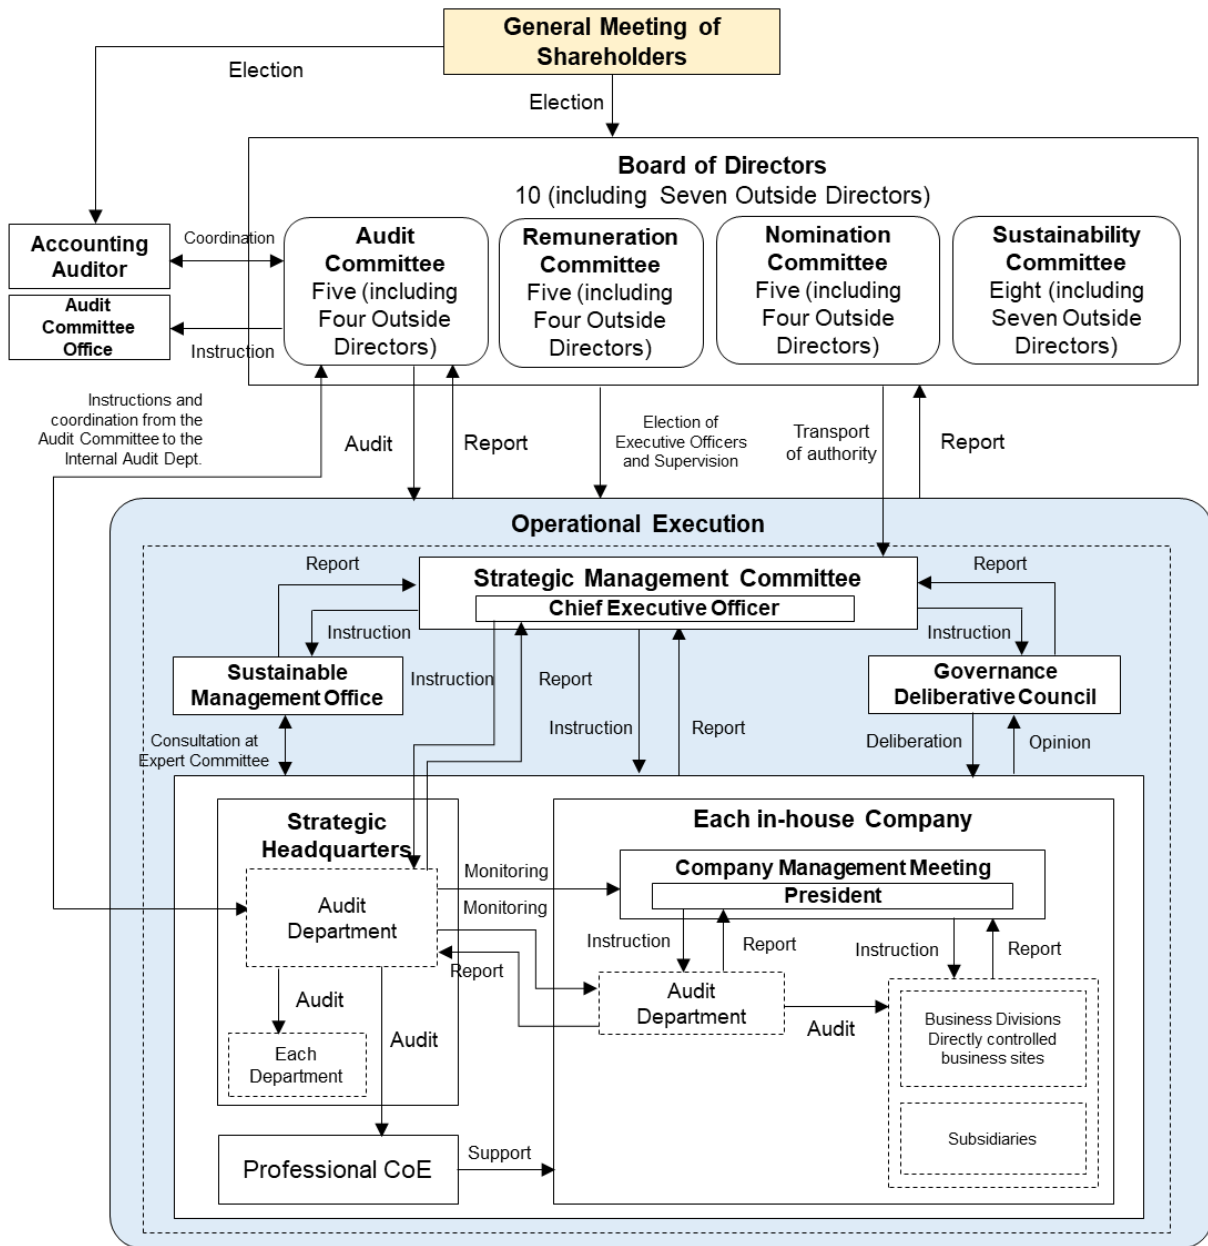 General Meeting of
Shareholders
Election
Election
Board of Directors
10 (including Seven Outside Directors)
Accounting
Auditor
Coordination
Audit
Committee
Five (including
Four Outside
Directors)
Remuneration
Committee
Five (including
Four Outside
Directors)
Nomination
Committee
Five (including
Four Outside
Directors)
Sustainability
Committee
Eight (including
Seven Outside
Directors)
Audit
Committee
Office
Instruction
Instructions and
coordination from the
Audit Committee to the
Internal Audit Dept.
Audit
Report
Election of
Executive Officers
and Supervision
Transport
of authority
Report
Operational Execution
Report
Strategic Management Committee
Chief Executive Officer
Report
Instruction
Instruction
Sustainable
Management Office
Instruction
Report
Governance
Deliberative Council
Consultation at
Expert Committee
Instruction
Report
Deliberation
Opinion
Strategic
Headquarters
Each in-house Company
Audit
Department
Monitoring
Monitoring
Report
Company Management Meeting
President
Instruction
Report
Instruction
Report
Audit
Department
Audit
Business Divisions
Directly controlled
business sites
Subsidiaries
Audit
Audit
Each
Department
Professional CoE
Support